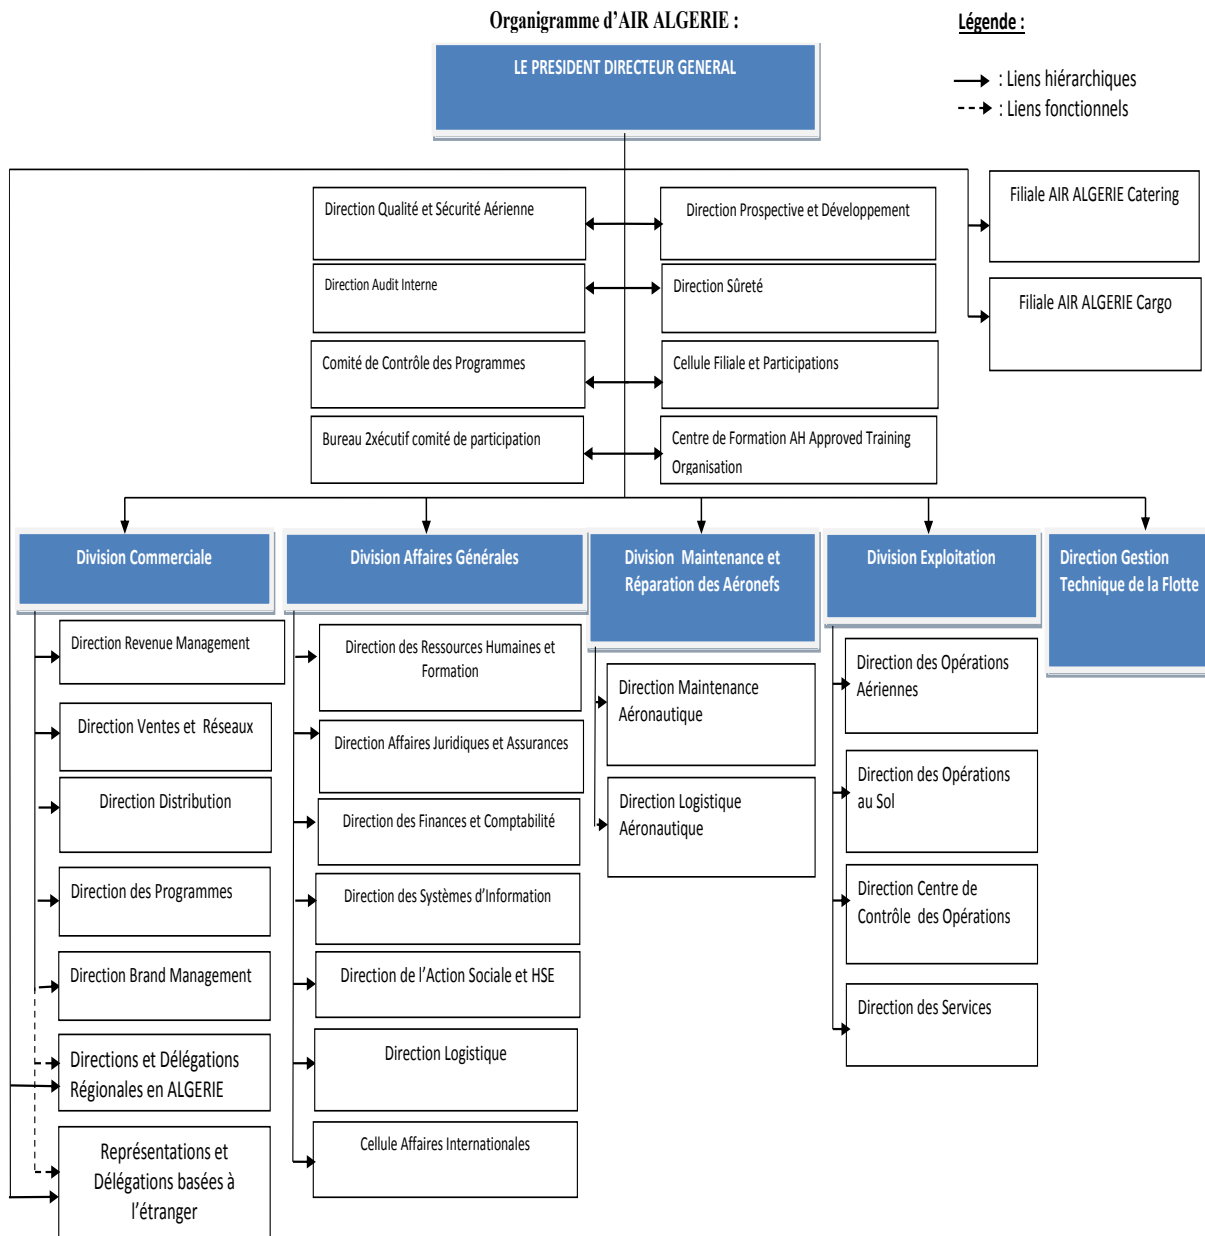 Organigramme d'AIR ALGERIE :
Légende :
LE PRESIDENT DIRECTEUR GENERAL
: Liens hiérarchiques
: Liens fonctionnels
Direction Qualité et Sécurité Aérienne
Direction Prospective et Développement
Filiale AIR ALGERIE Catering
Direction Audit Interne
Direction Sûreté
Filiale AIR ALGERIE Cargo
Comité de Contrôle des Programmes
Cellule Filiale et Participations
Bureau 2xécutif comité de participation
Centre de Formation AH Approved Training
Organisation
Division Commerciale
Division Affaires Générales
Division Maintenance et
Réparation des Aéronefs
Division Exploitation
Direction Gestion
Technique de la Flotte
Direction Revenue Management
Direction Ventes et Réseaux
Direction Distribution
Direction des Programmes
Direction Brand Management
Directions et Délégations
Régionales en ALGERIE
Représentations et
Délégations basées à
l'étranger
Direction des Ressources Humaines et
Formation
Direction Affaires Juridiques et Assurances
Direction des Finances et Comptabilité
Direction des Systèmes d'Information
Direction de l'Action Sociale et HSE
Direction Logistique
Cellule Affaires Internationales
Direction Maintenance
Aéronautique
Direction Logistique
Aéronautique
Direction des Opérations
Aériennes
Direction des Opérations
au Sol
Direction Centre de
Contrôle des Opérations
Direction des Services